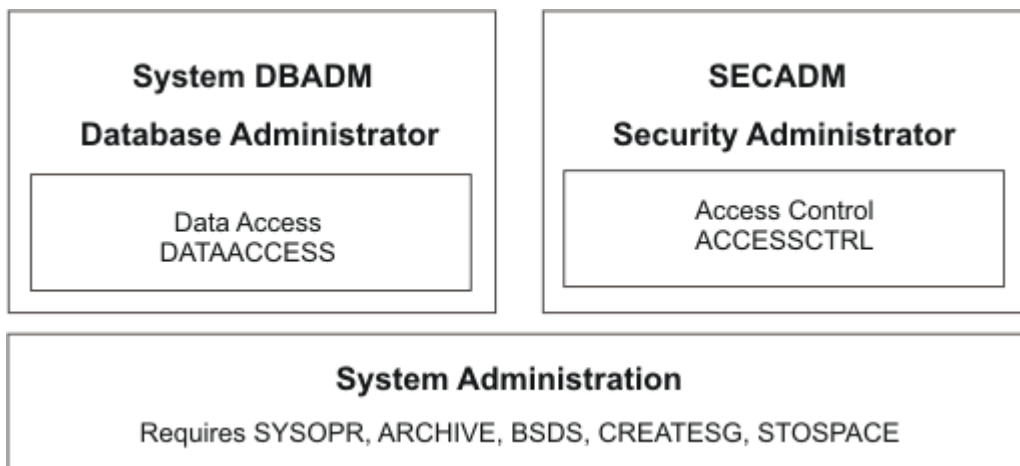 System DBADM
Database Administrator
Data Access
DATAACCESS
SECADM
Security Administrator
Access Control
ACCESSCTRL
System Administration
Requires SYSOPR, ARCHIVE, BSDS, CREATESG, STOSPACE